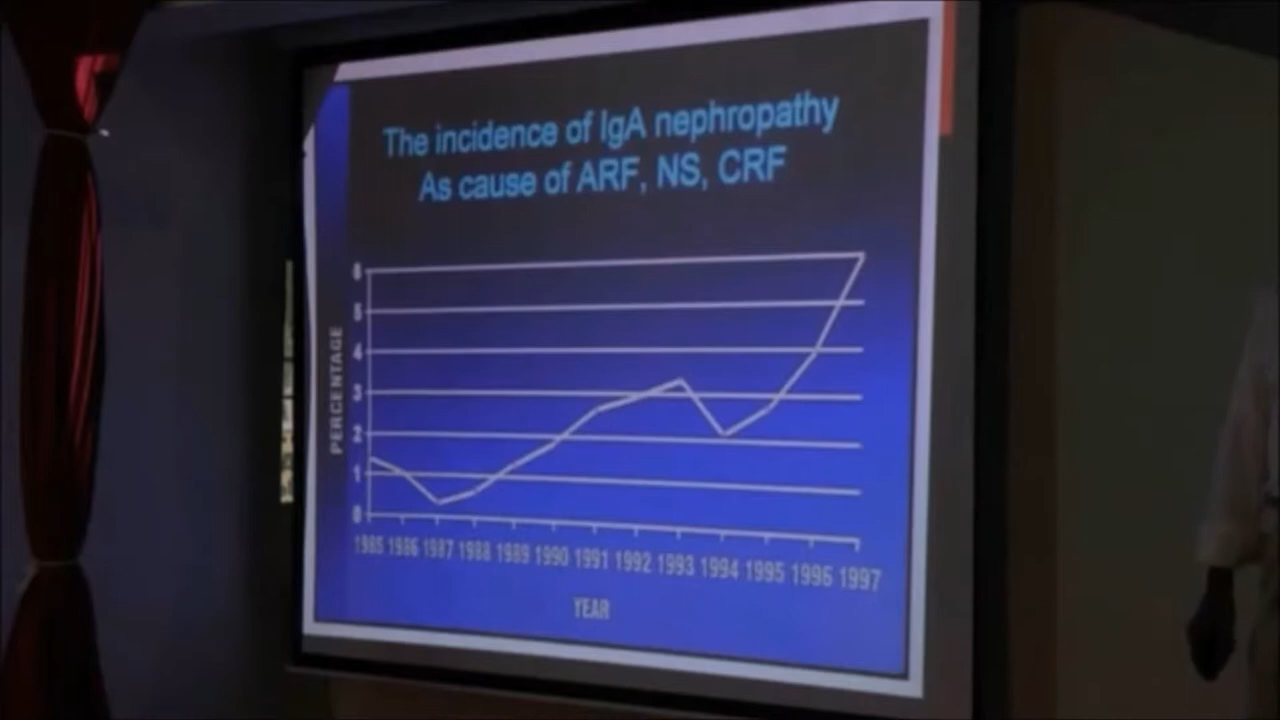 The incidence of IgA nephropathy
As cause of ARF, NS, CRF
PERCENTAGE
6
5
4
3
2
1
0
1985 1986 1987 1988 1989 1990 1991 1992 1993 1994 1995 1996 1997
YEAR